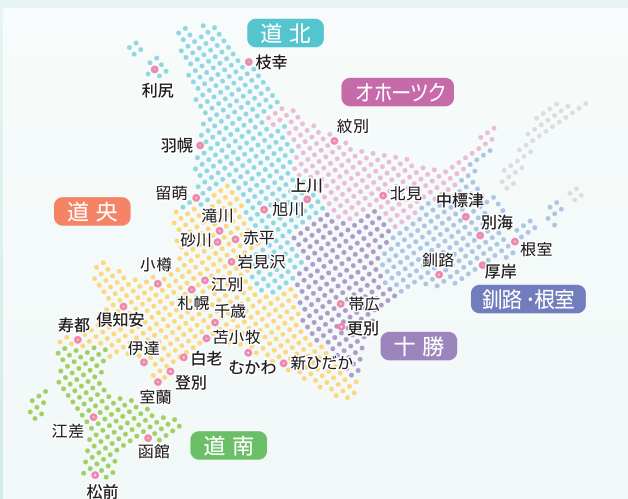 道北
枝幸
利尻
オホーツク
紋別
羽幌
上川
北見
留萌
旭川
中標津
道央
滝川
別海
砂川
赤平
根室
小樽
岩見沢
釧路
厚岸
江別
札幌
釧路・根室
千歳
帯広
倶知安
寿都
更別
苫小牧
十勝
伊達
白老
むかわ
新ひだか
登別
室蘭
江差
道南
函館
松前